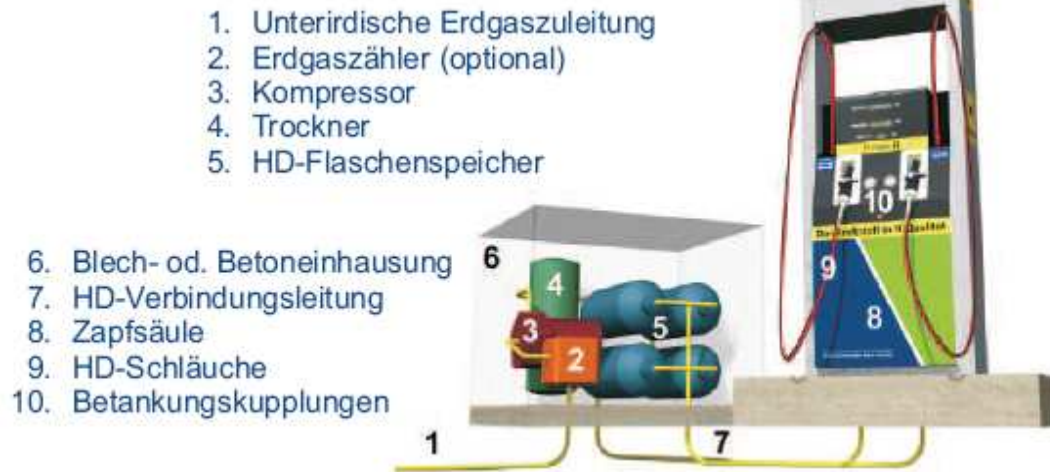 1. Unterirdische Erdgaszuleitung
2. Erdgaszähler (optional)
3. Kompressor
4. Trockner
5. HD-Flaschenspeicher
6. Blech- od. Betoneinhausung
7. HD-Verbindungsleitung
8. Zapfsäule
9. HD-Schläuche
10. Betankungskupplungen
6
4
3
5
2
1
7
10
9
8